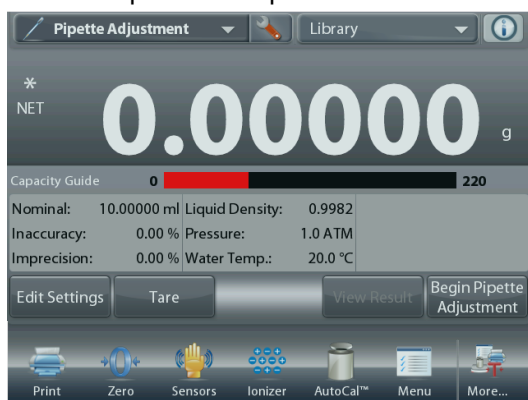 Pipette Adjustment Library
*
NET
0.00000 g
Capacity Guide 0 220
Nominal: 10.00000 ml Liquid Density: 0.9982
Inaccuracy: 0.00 % Pressure: 1.0 ATM
Imprecision: 0.00 % Water Temp.: 20.0 °C
Edit Settings Tare View Result Begin Pipette
Adjustment
Print Zero Sensors Ionizer AutoCal™ Menu More...